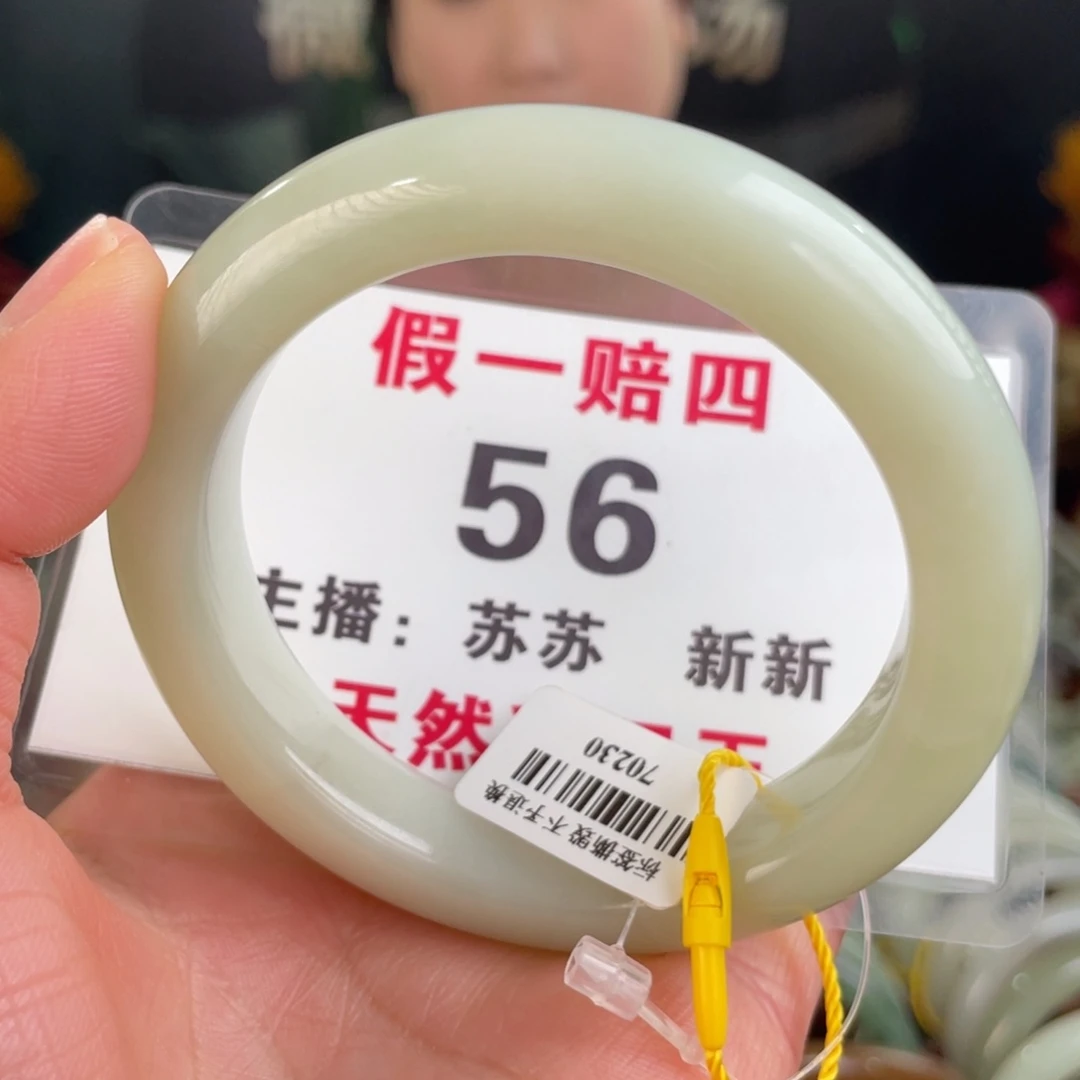 假一赔四
56
主播：苏苏 新新
天然
70230
标签撕毁不予退换